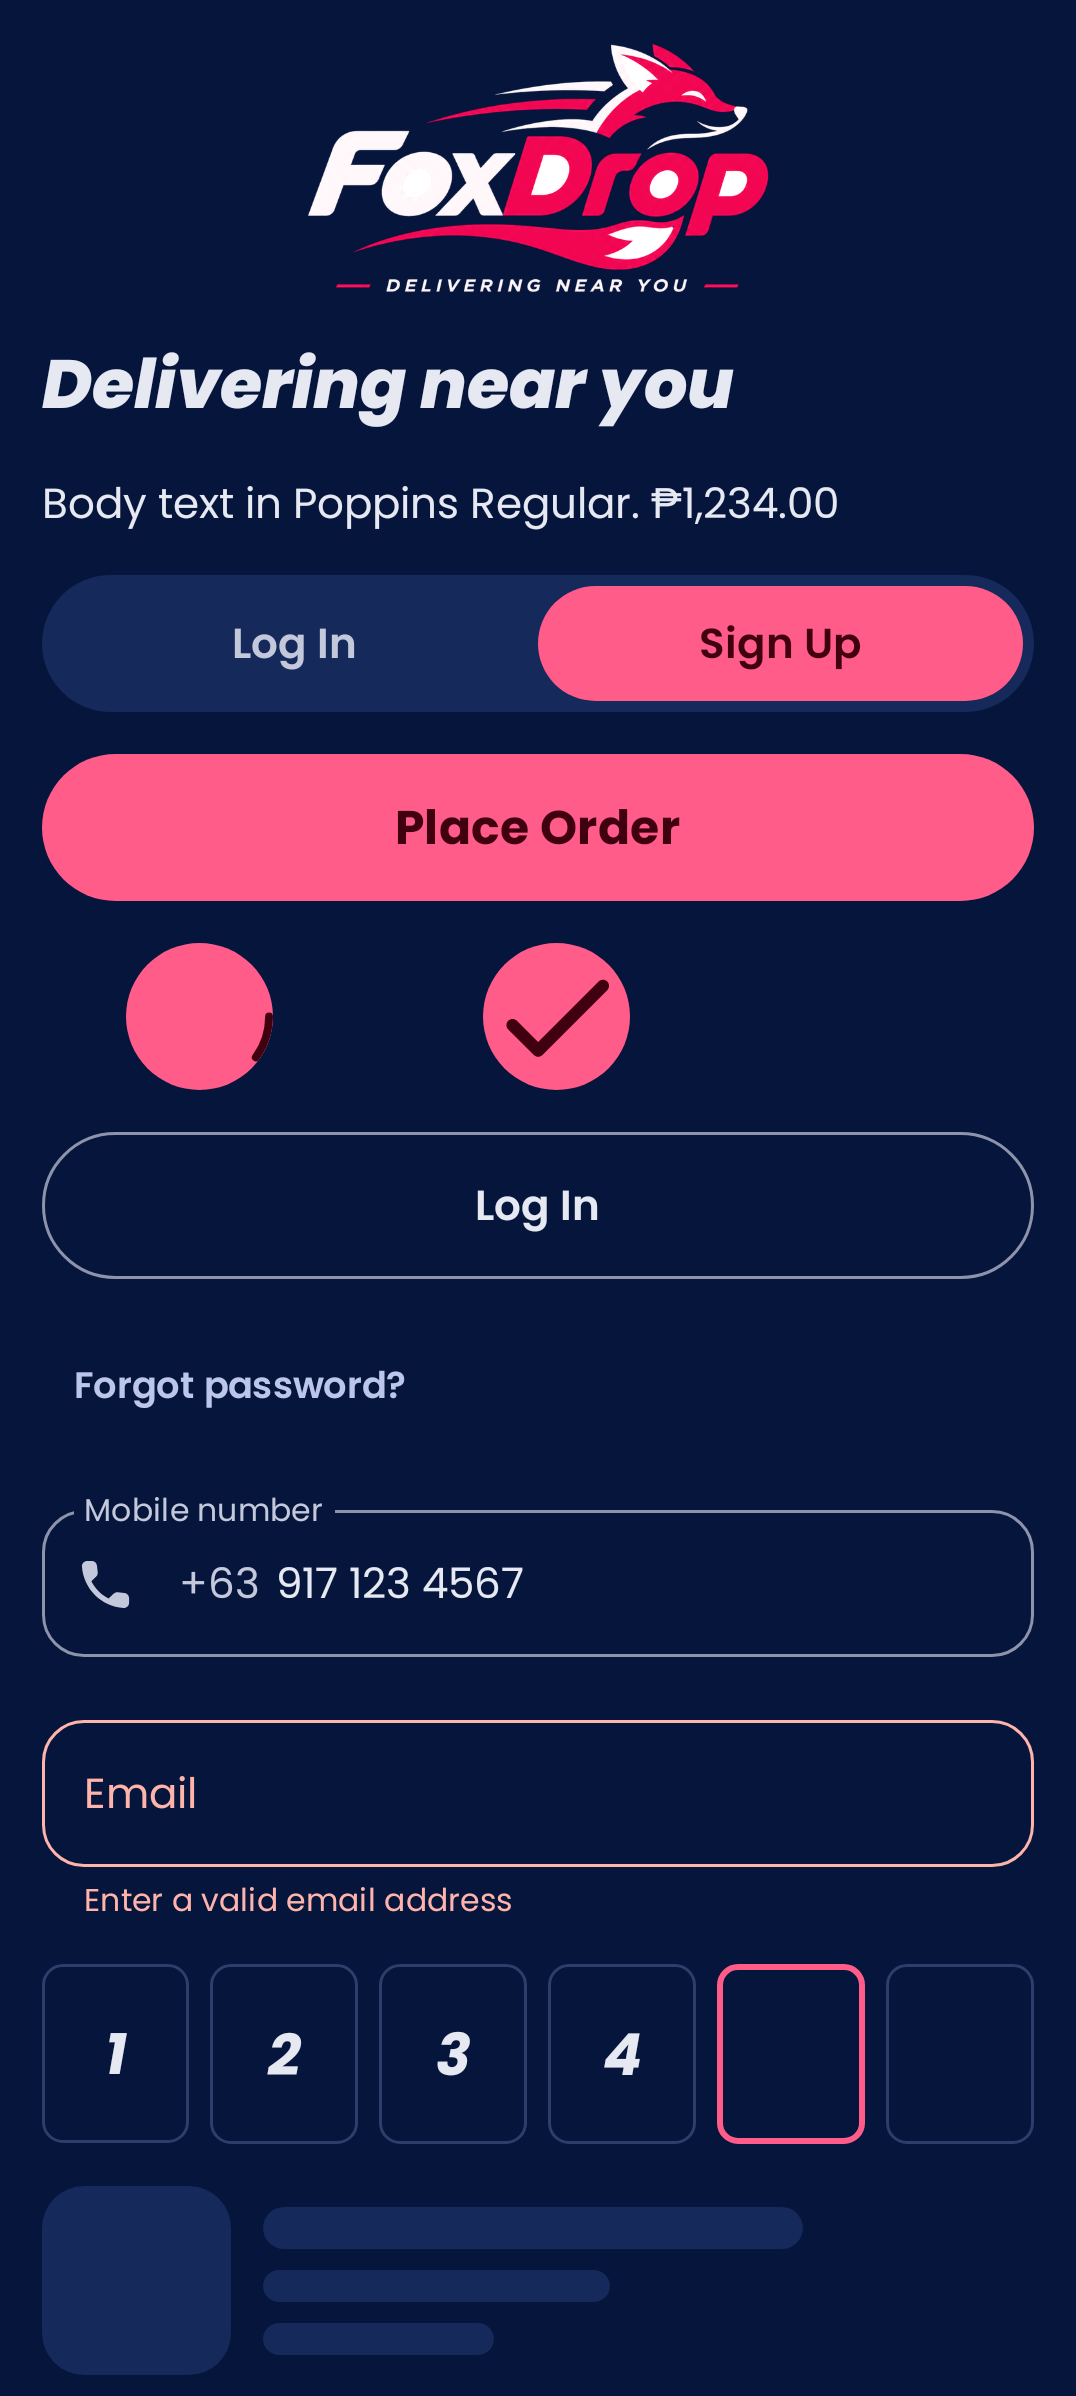 FoxDrop
DELIVERING NEAR YOU
Delivering near you
Body text in Poppins Regular. ₱1,234.00
Log In
Sign Up
Place Order
Log In
Forgot password?
Mobile number
+63 917 123 4567
Email
Enter a valid email address
1 2 3 4